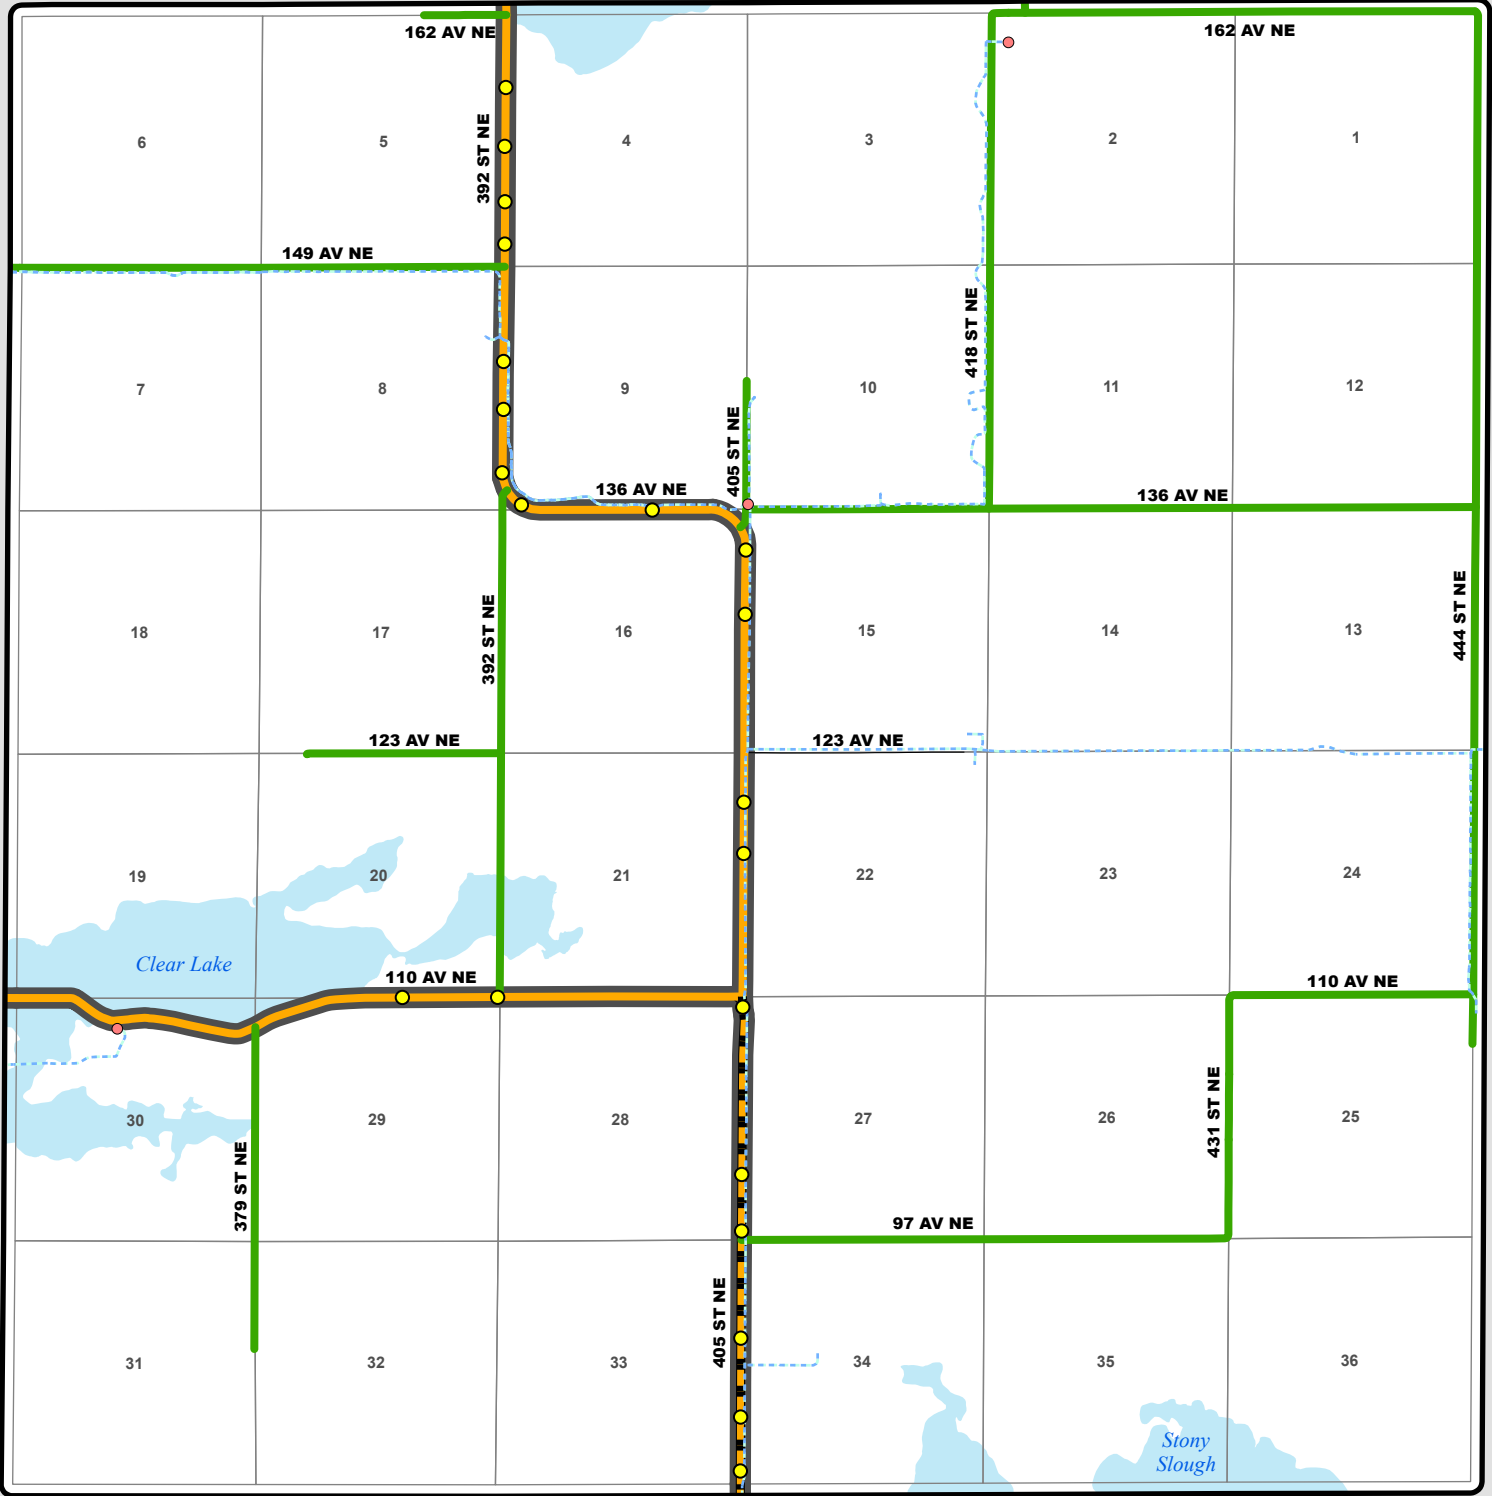 162 AV NE
162 AV NE
392 ST NE
6
5
4
3
2
1
149 AV NE
418 ST NE
7
8
9
10
11
12
405 ST NE
136 AV NE
136 AV NE
392 ST NE
444 ST NE
18
17
16
15
14
13
123 AV NE
123 AV NE
19
20
21
22
23
24
Clear Lake
110 AV NE
110 AV NE
431 ST NE
30
29
28
27
26
25
379 ST NE
97 AV NE
405 ST NE
31
32
33
34
35
36
Stony
Slough